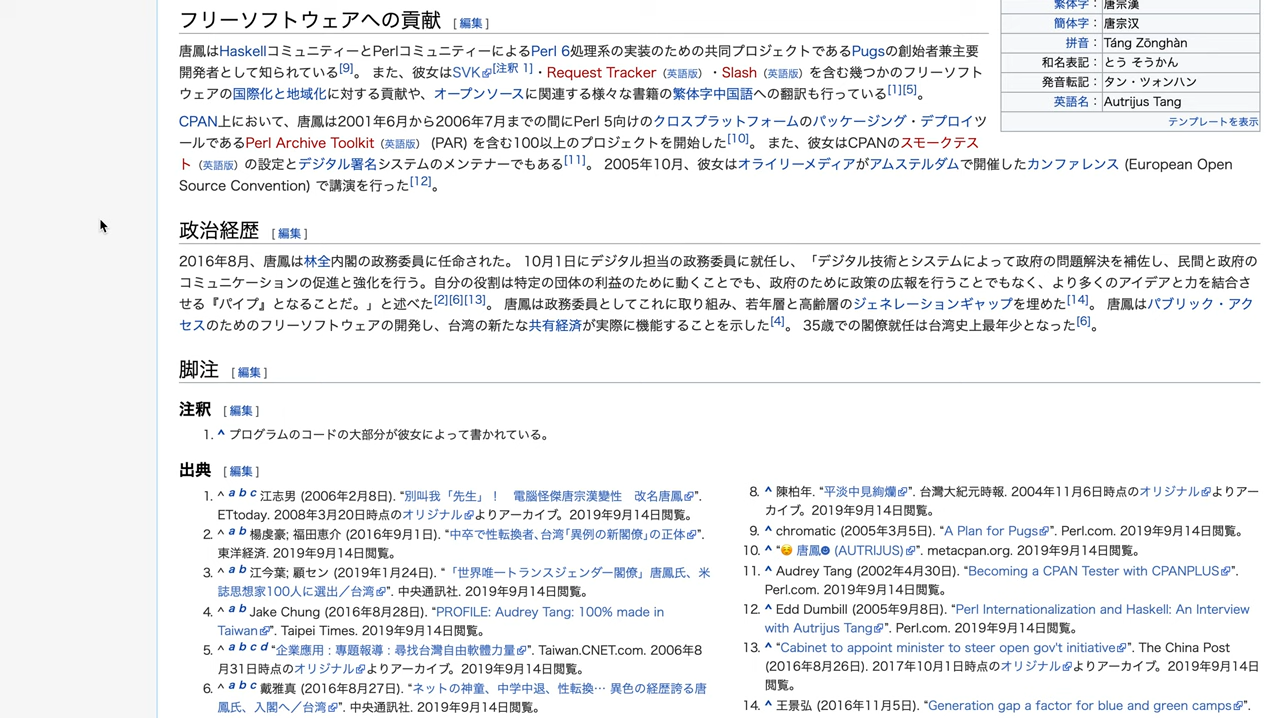 フリーソフトウェアへの貢献 [編集]
繁体字： 唐宗漢
簡体字： 唐宗汉
拼音： Táng Zōnghàn
和名表記： とう そうかん
発音転記： タン・ツォンハン
英語名： Autrijus Tang
テンプレートを表示
唐鳳はHaskellコミュニティーとPerlコミュニティーによるPerl 6処理系の実装のための共同プロジェクトであるPugsの創始者兼主要
開発者として知られている[9]。 また、彼女はSVK[注釈 1]・Request Tracker（英語版）・Slash（英語版）を含む幾つかのフリーソフト
ウェアの国際化と地域化に対する貢献や、オープンソースに関連する様々な書籍の繁体字中国語への翻訳も行っている[1][5]。
CPAN上において、唐鳳は2001年6月から2006年7月までの間にPerl 5向けのクロスプラットフォームのパッケージング・デプロイツ
ールであるPerl Archive Toolkit（英語版） (PAR) を含む100以上のプロジェクトを開始した[10]。 また、彼女はCPANのスモークテス
ト（英語版）の設定とデジタル署名システムのメンテナーでもある[11]。 2005年10月、彼女はオライリーメディアがアムステルダムで開催したカンファレンス (European Open
Source Convention) で講演を行った[12]。
政治経歴 [編集]
2016年8月、唐鳳は林全内閣の政務委員に任命された。 10月1日にデジタル担当の政務委員に就任し、「デジタル技術とシステムによって政府の問題解決を補佐し、民間と政府の
コミュニケーションの促進と強化を行う。自分の役割は特定の団体の利益のために動くことでも、政府のために政策の広報を行うことでもなく、より多くのアイデアと力を結合さ
せる『パイプ』となることだ。」と述べた[2][6][13]。 唐鳳は政務委員としてこれに取り組み、若年層と高齢層のジェネレーションギャップを埋めた[14]。 唐鳳はパブリック・アク
セスのためのフリーソフトウェアの開発し、台湾の新たな共有経済が実際に機能することを示した[4]。 35歳での閣僚就任は台湾史上最年少となった[6]。
脚注 [編集]
注釈 [編集]
1. ^ プログラムのコードの大部分が彼女によって書かれている。
出典 [編集]
1. ^ a b c 江志男 (2006年2月8日). “別叫我「先生」！ 電腦怪傑唐宗漢變性 改名唐鳳”.
ETtoday. 2008年3月20日時点のオリジナルよりアーカイブ。2019年9月14日閲覧。
2. ^ a b 楊虔豪; 福田恵介 (2016年9月1日). “中卒で性転換者､台湾｢異例の新閣僚｣の正体”.
東洋経済. 2019年9月14日閲覧。
3. ^ a b 江今葉; 顧セン (2019年1月24日). “「世界唯一トランスジェンダー閣僚」唐鳳氏、米
誌思想家100人に選出／台湾”. 中央通訊社. 2019年9月14日閲覧。
4. ^ a b Jake Chung (2016年8月28日). “PROFILE: Audrey Tang: 100% made in
Taiwan”. Taipei Times. 2019年9月14日閲覧。
5. ^ a b c d “企業應用 : 專題報導 : 尋找台灣自由軟體力量”. Taiwan.CNET.com. 2006年8
月31日時点のオリジナルよりアーカイブ。2019年9月14日閲覧。
6. ^ a b c 戴雅真 (2016年8月27日). “ネットの神童、中学中退、性転換… 異色の経歴誇る唐
鳳氏、入閣へ／台湾”. 中央通訊社. 2019年9月14日閲覧。
8. ^ 陳柏年. “平淡中見絢爛”. 台灣大紀元時報. 2004年11月6日時点のオリジナルよりアー
カイブ。2019年9月14日閲覧。
9. ^ chromatic (2005年3月5日). “A Plan for Pugs”. Perl.com. 2019年9月14日閲覧。
10. ^ “😌 唐鳳☻ (AUTRIJUS)”. metacpan.org. 2019年9月14日閲覧。
11. ^ Audrey Tang (2002年4月30日). “Becoming a CPAN Tester with CPANPLUS”.
Perl.com. 2019年9月14日閲覧。
12. ^ Edd Dumbill (2005年9月8日). “Perl Internationalization and Haskell: An Interview
with Autrijus Tang”. Perl.com. 2019年9月14日閲覧。
13. ^ “Cabinet to appoint minister to steer open gov't initiative”. The China Post
(2016年8月26日). 2017年10月1日時点のオリジナルよりアーカイブ。2019年9月14日
閲覧。
14. ^ 王景弘 (2016年11月5日). “Generation gap a factor for blue and green camps”.